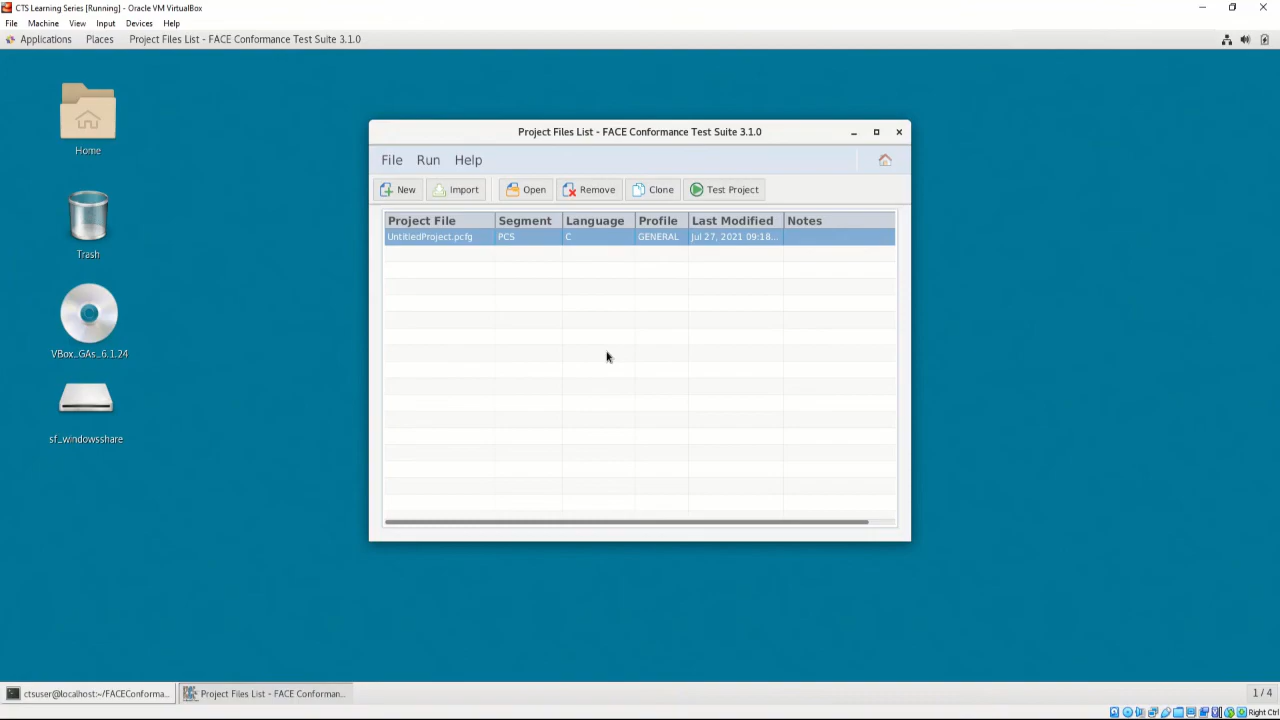 CTS Learning Series [Running] - Oracle VM VirtualBox
File Machine View Input Devices Help
Applications Places Project Files List - FACE Conformance Test Suite 3.1.0
Home
Trash
VBox_GAs_6.1.24
sf_windowsshare
Project Files List - FACE Conformance Test Suite 3.1.0
File Run Help
New Import Open Remove Clone Test Project
Project File Segment Language Profile Last Modified Notes
UntitledProject.pcfg PCS C GENERAL Jul 27, 2021 09:18...
ctsuser@localhost:~/FACEConforma... Project Files List - FACE Conforman... 1 / 4
Right Ctrl